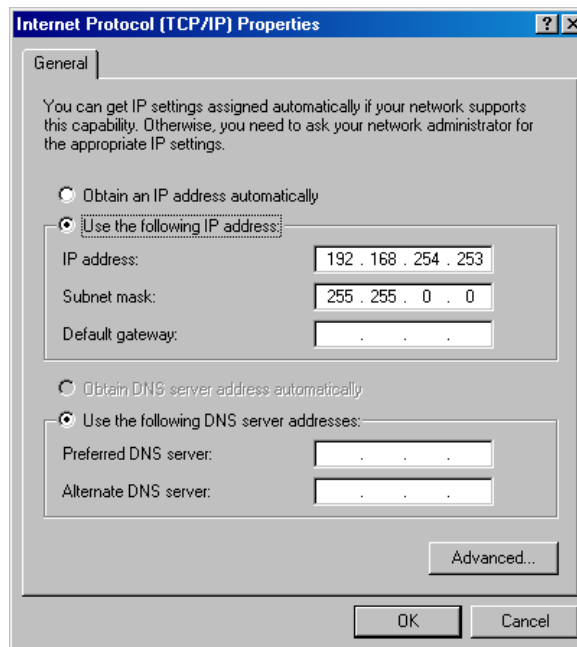 Internet Protocol (TCP/IP) Properties
General
You can get IP settings assigned automatically if your network supports
this capability. Otherwise, you need to ask your network administrator for
the appropriate IP settings.
Obtain an IP address automatically
Use the following IP address:
IP address: 192 . 168 . 254 . 253
Subnet mask: 255 . 255 . 0 . 0
Default gateway: . . .
Obtain DNS server address automatically
Use the following DNS server addresses:
Preferred DNS server: . . .
Alternate DNS server: . . .
Advanced...
OK Cancel